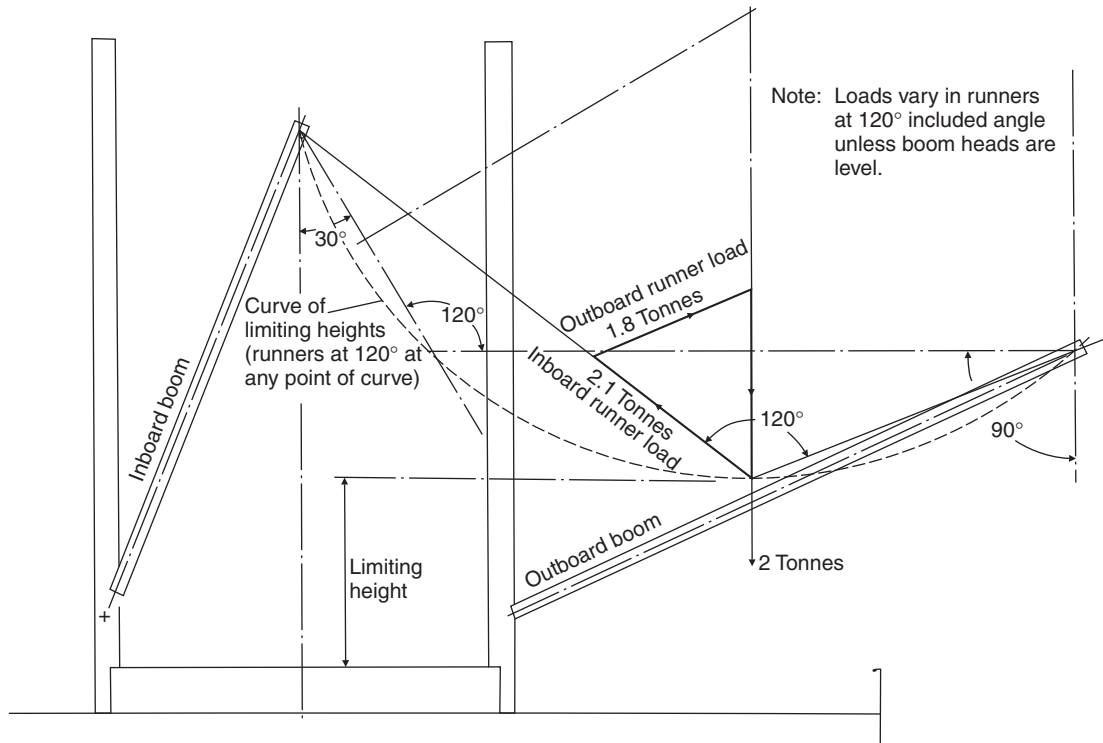 Note: Loads vary in runners
at 120° included angle
unless boom heads are
level.
30°
Outboard runner load
1.8 Tonnes
Curve of
limiting heights
(runners at 120° at
any point of curve)
120°
2.1 Tonnes
Inboard runner load
120°
90°
Inboard boom
Outboard boom
Limiting
height
2 Tonnes